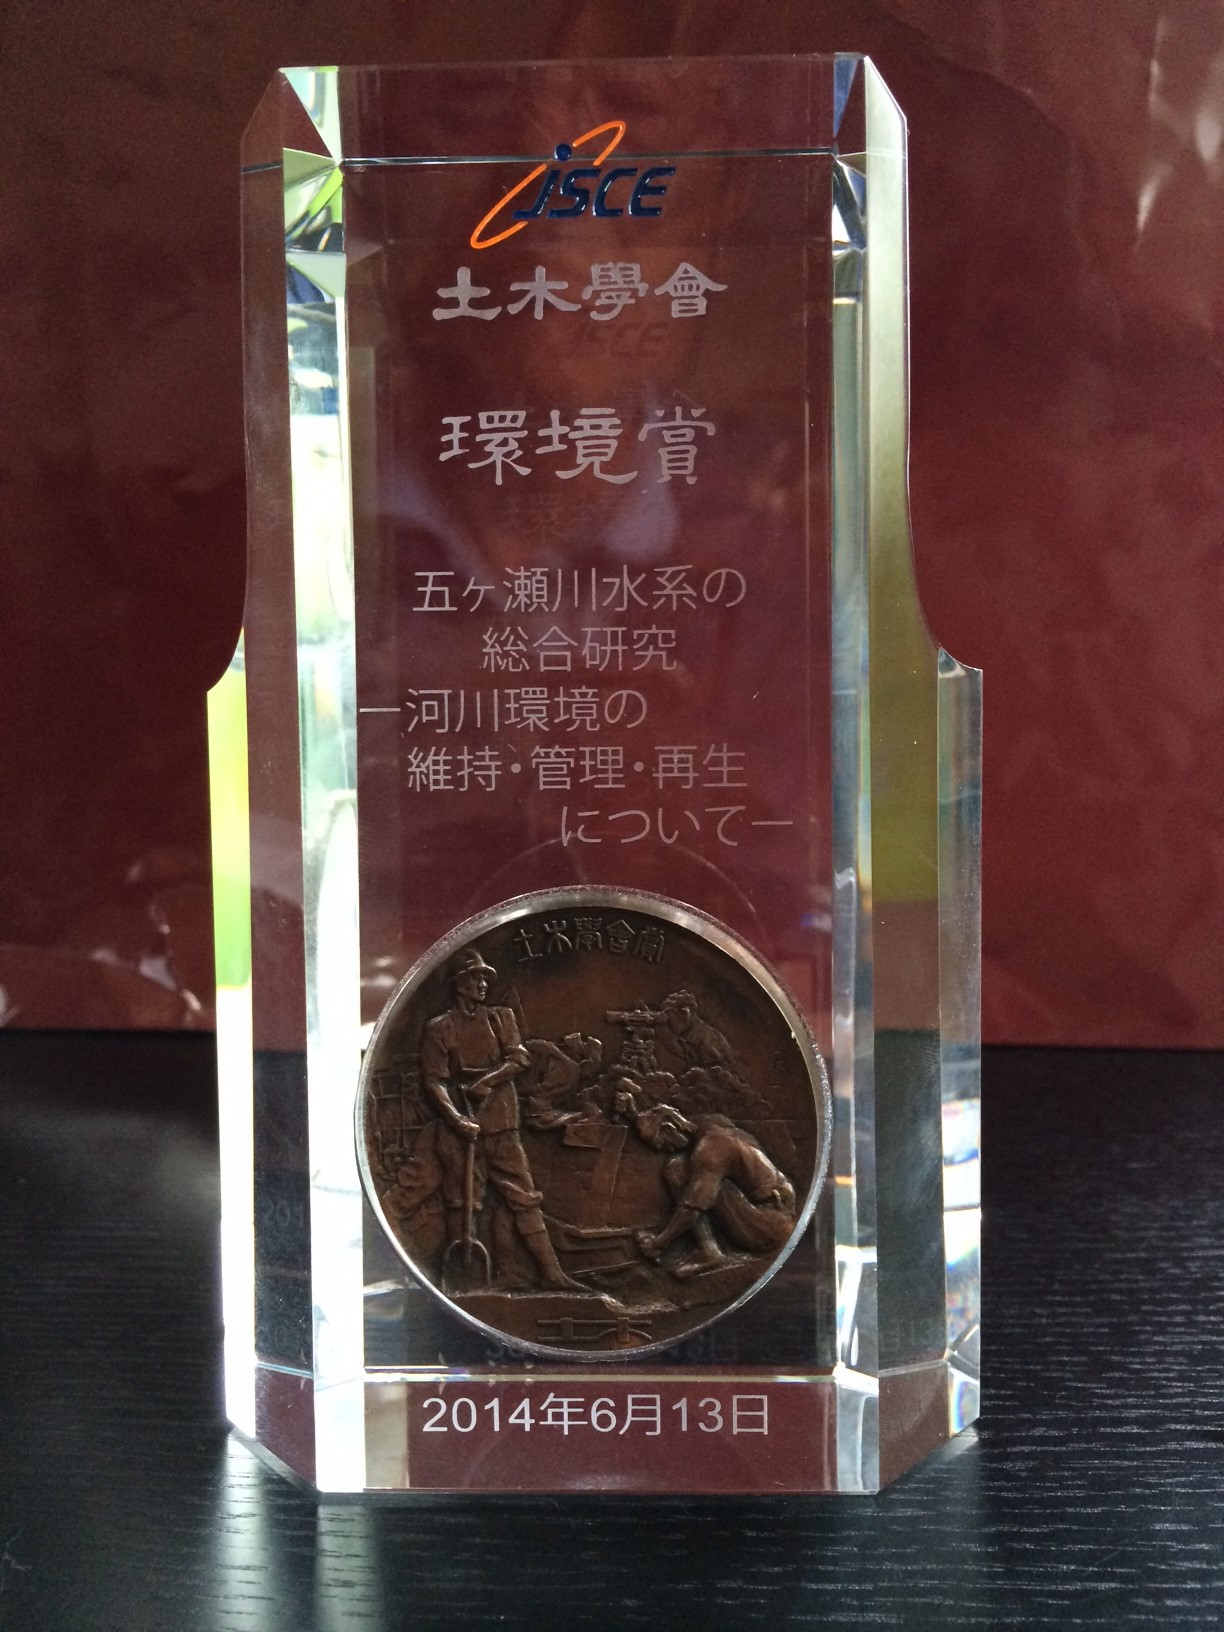 JSCE
土木學會
環境賞
五ヶ瀬川水系の
総合研究
―河川環境の
維持・管理・再生
について―
土木學會賞
土木
2014年6月13日